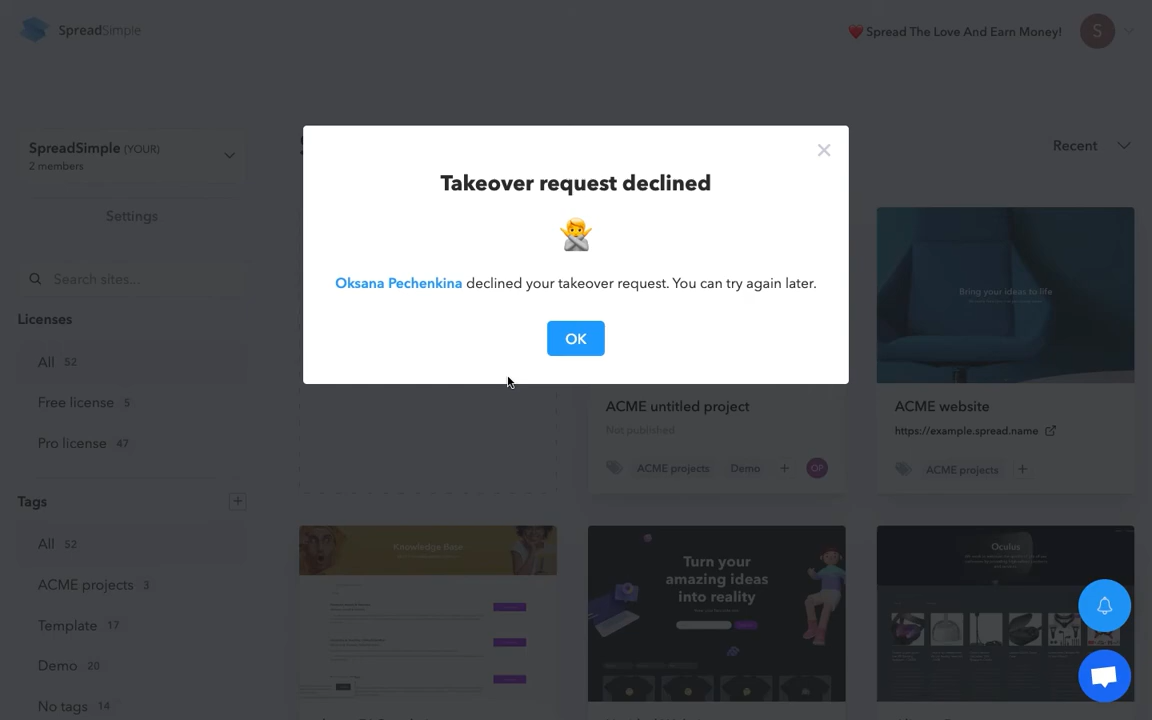 SpreadSimple
❤️ Spread The Love And Earn Money!
S
SpreadSimple (YOUR)
2 members
Settings
Search sites...
Licenses
All 52
Free license 5
Pro license 47
Tags
All 52
ACME projects 3
Template 17
Demo 20
No tags 14
Recent
Takeover request declined
Oksana Pechenkina declined your takeover request. You can try again later.
OK
ACME untitled project
Not published
ACME projects Demo +
OP
Bring your ideas to life
ACME website
https://example.spread.name
ACME projects +
Knowledge Base
Turn your
amazing ideas
into reality
Oculus